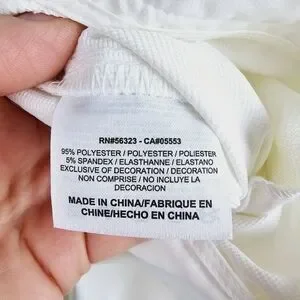 RN#56323 - CA#05553
95% POLYESTER / POLYESTER / POLIESTER
5% SPANDEX / ELASTHANNE / ELASTANO
EXCLUSIVE OF DECORATION / DECORATION
NON COMPRISE / NO INCLUYE LA
DECORACION
MADE IN CHINA/FABRIQUE EN
CHINE/HECHO EN CHINA